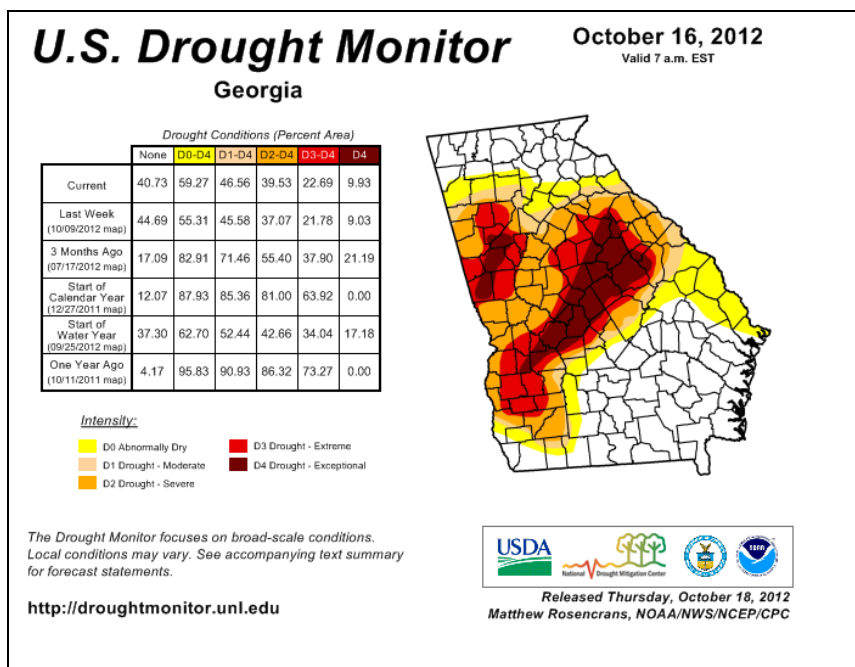 U.S. Drought Monitor
Georgia
October 16, 2012
Valid 7 a.m. EST
Drought Conditions (Percent Area)
None D0-D4 D1-D4 D2-D4 D3-D4 D4
Current 40.73 59.27 46.56 39.53 22.69 9.93
Last Week
(10/09/2012 map) 44.69 55.31 45.58 37.07 21.78 9.03
3 Months Ago
(07/17/2012 map) 17.09 82.91 71.46 55.40 37.90 21.19
Start of
Calendar Year
(12/27/2011 map) 12.07 87.93 85.36 81.00 63.92 0.00
Start of
Water Year
(09/25/2012 map) 37.30 62.70 52.44 42.66 34.04 17.18
One Year Ago
(10/11/2011 map) 4.17 95.83 90.93 86.32 73.27 0.00
Intensity:
D0 Abnormally Dry
D1 Drought - Moderate
D2 Drought - Severe
D3 Drought - Extreme
D4 Drought - Exceptional
The Drought Monitor focuses on broad-scale conditions.
Local conditions may vary. See accompanying text summary
for forecast statements.
http://droughtmonitor.unl.edu
USDA
National Drought Mitigation Center
Released Thursday, October 18, 2012
Matthew Rosencrans, NOAA/NWS/NCEP/CPC